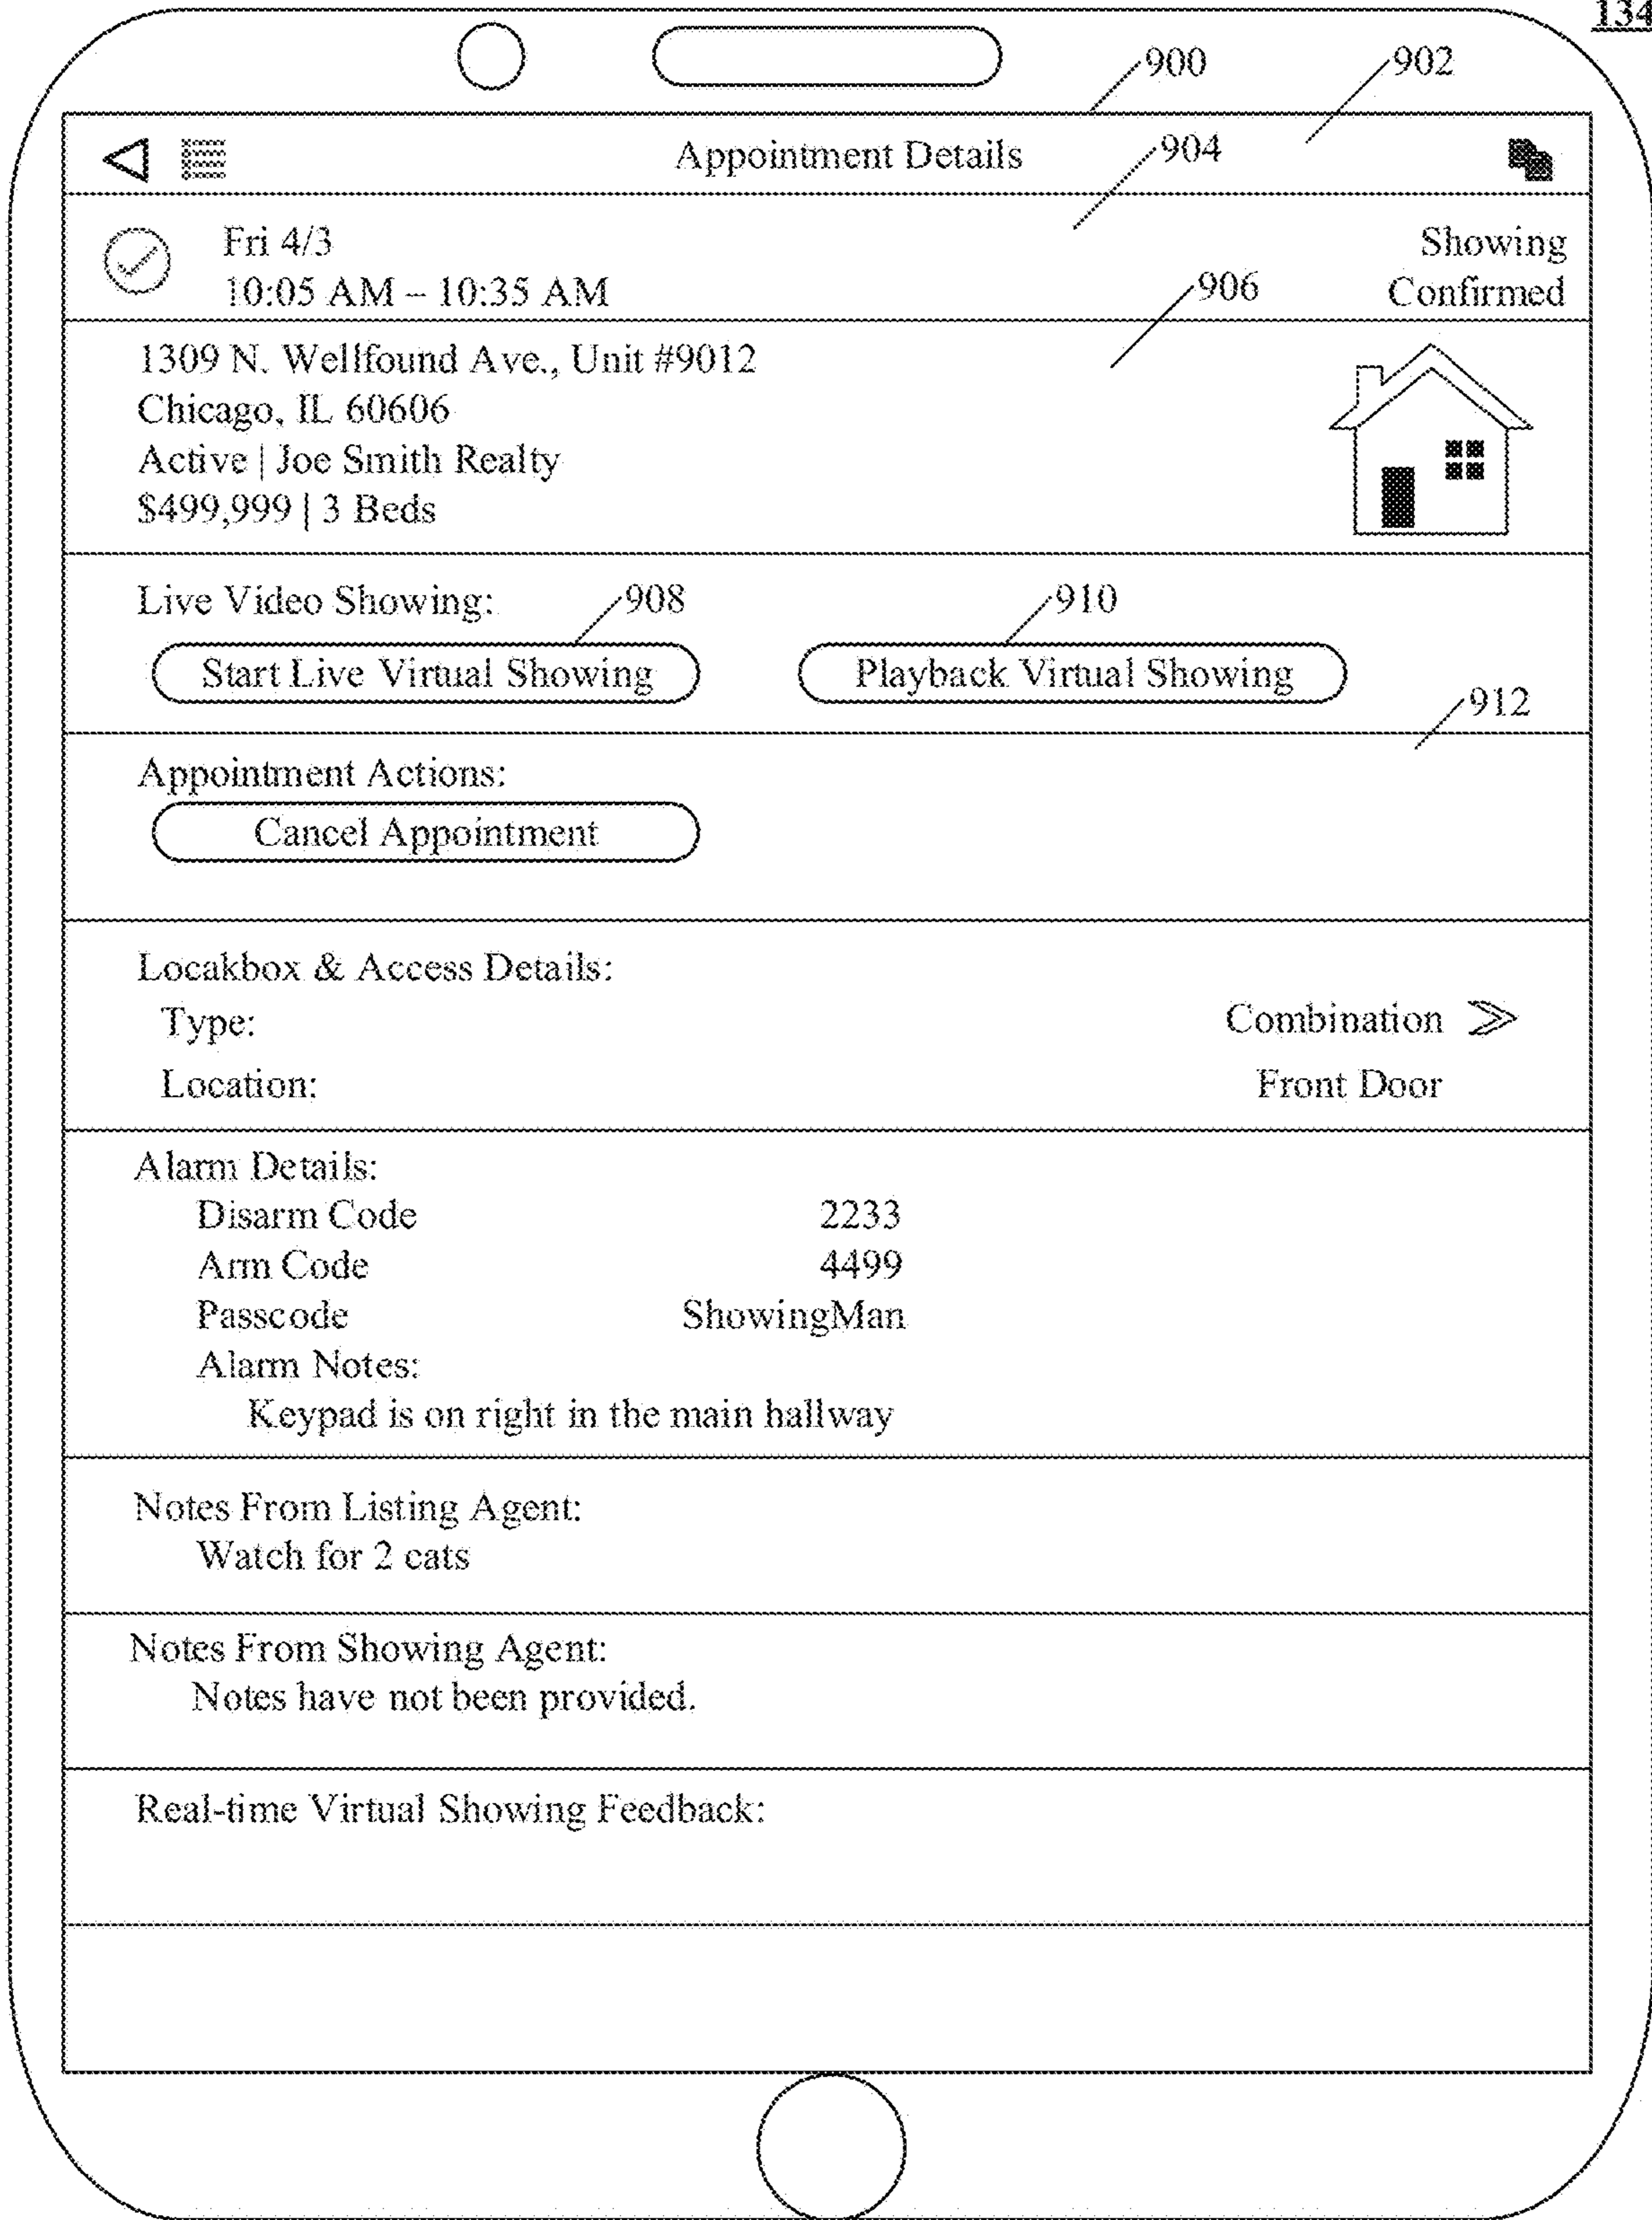 134
900
902
Appointment Details
904
Fri 4/3
Showing
10:05 AM – 10:35 AM
Confirmed
906
1309 N. Wellfound Ave., Unit #9012
Chicago, IL 60606
Active | Joe Smith Realty
$499,999 | 3 Beds
Live Video Showing:
908
910
Start Live Virtual Showing
Playback Virtual Showing
912
Appointment Actions:
Cancel Appointment
Locakbox & Access Details:
Type:
Combination
Location:
Front Door
Alarm Details:
Disarm Code 2233
Arm Code 4499
Passcode ShowingMan
Alarm Notes:
Keypad is on right in the main hallway
Notes From Listing Agent:
Watch for 2 cats
Notes From Showing Agent:
Notes have not been provided.
Real-time Virtual Showing Feedback: